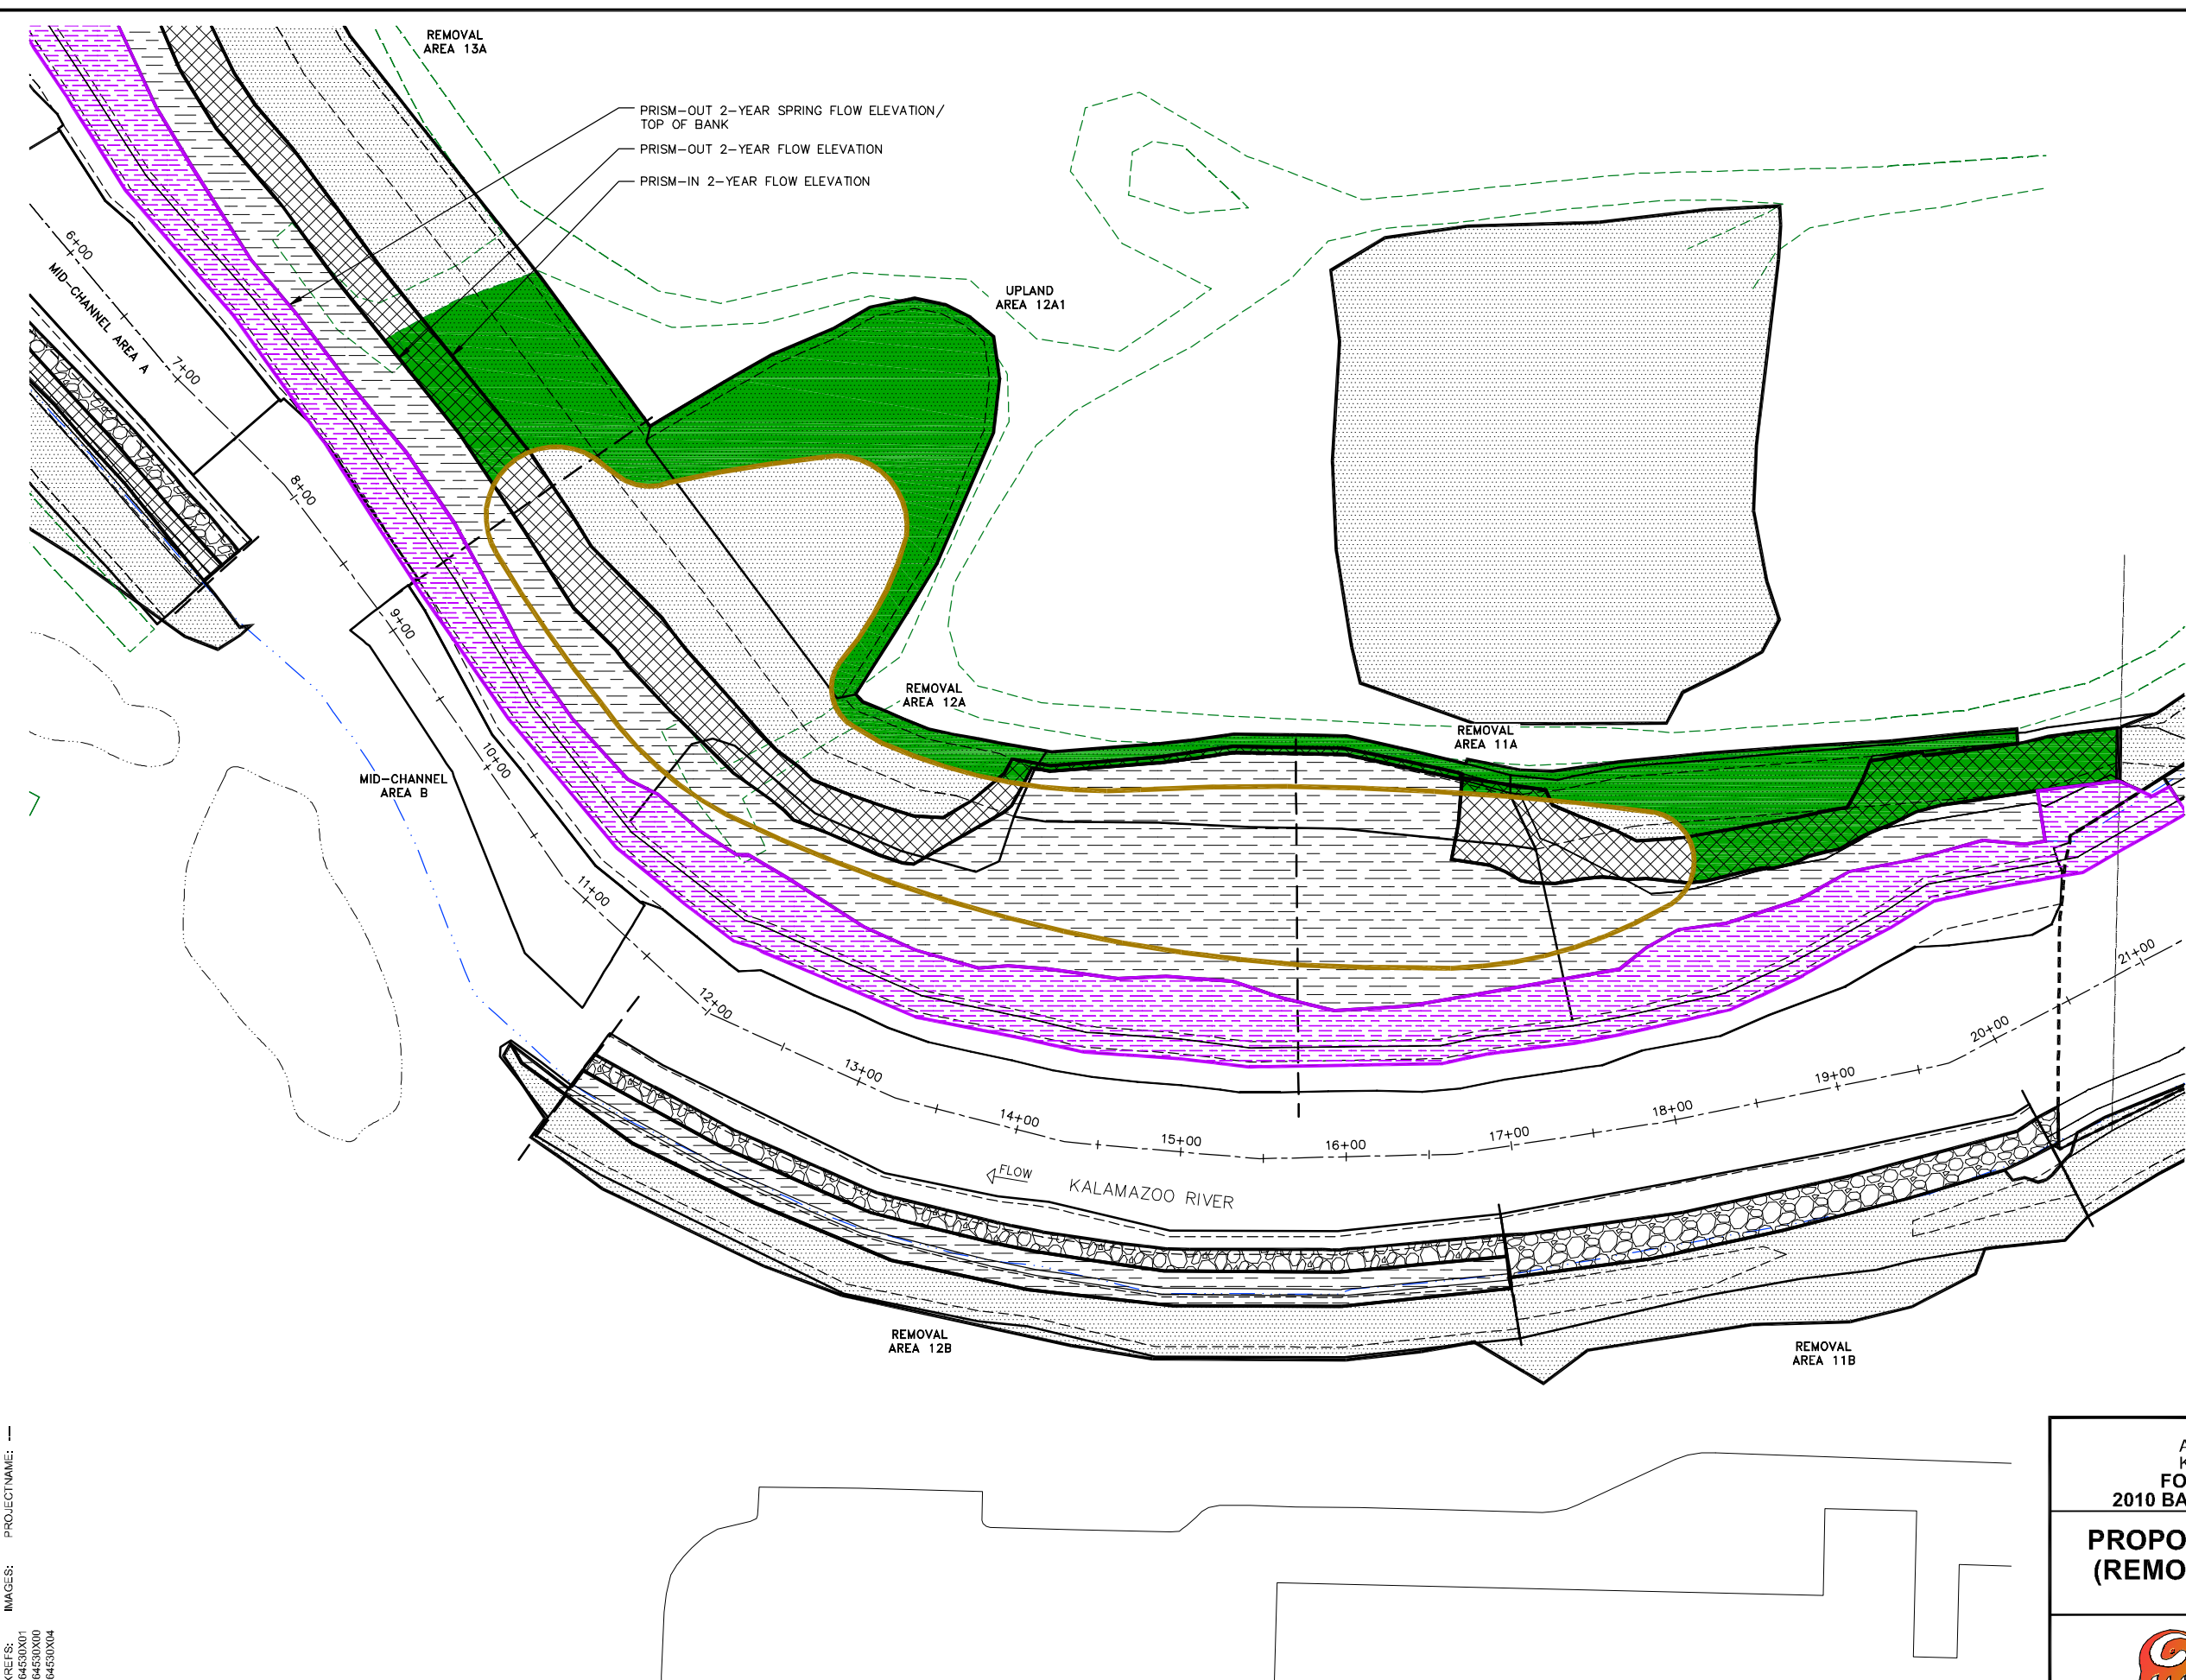 REMOVAL
AREA 13A
PRISM-OUT 2-YEAR SPRING FLOW ELEVATION/
TOP OF BANK
PRISM-OUT 2-YEAR FLOW ELEVATION
PRISM-IN 2-YEAR FLOW ELEVATION
6+00
MID-CHANNEL AREA A
7+00
UPLAND
AREA 12A1
8+00
9+00
REMOVAL
AREA 12A
REMOVAL
AREA 11A
10+00
MID-CHANNEL
AREA B
11+00
12+00
13+00
14+00
15+00
16+00
17+00
18+00
19+00
20+00
21+00
FLOW
KALAMAZOO RIVER
REMOVAL
AREA 12B
REMOVAL
AREA 11B
PROJECTNAME: ---
IMAGES:
XREFS:
64530X01
64530X00
64530X04
FO
2010 BA
PROPO
(REMO